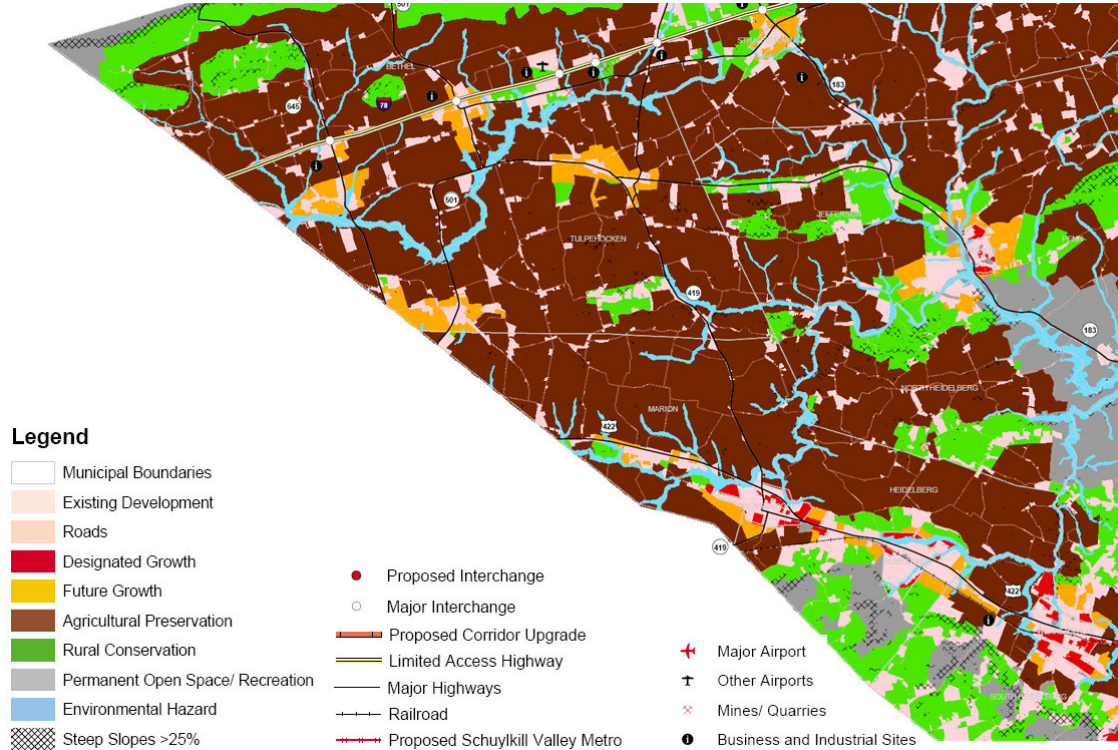 501
STRAUSSTOWN
BETHEL
183
78
645
501
JEFFERSON
PENN
TULPEHOCKEN
419
183
NORTH HEIDELBERG
MARION
422
HEIDELBERG
419
422
Legend
Municipal Boundaries
Existing Development
Roads
Designated Growth
Future Growth
Agricultural Preservation
Rural Conservation
Permanent Open Space/ Recreation
Environmental Hazard
Steep Slopes >25%
Proposed Interchange
Major Interchange
Proposed Corridor Upgrade
Limited Access Highway
Major Highways
Railroad
Proposed Schuylkill Valley Metro
Major Airport
Other Airports
Mines/ Quarries
Business and Industrial Sites